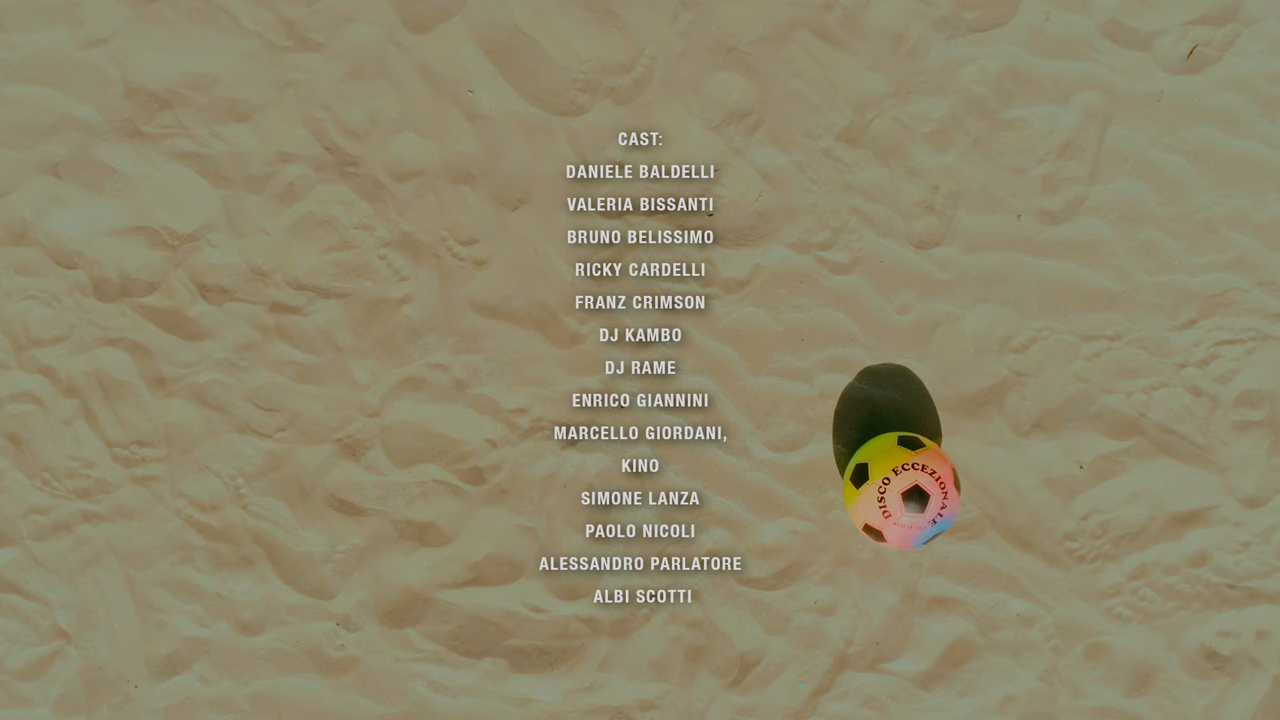 CAST:
DANIELE BALDELLI
VALERIA BISSANTI
BRUNO BELISSIMO
RICKY CARDELLI
FRANZ CRIMSON
DJ KAMBO
DJ RAME
ENRICO GIANNINI
MARCELLO GIORDANI,
KINO
SIMONE LANZA
PAOLO NICOLI
ALESSANDRO PARLATORE
ALBI SCOTTI
DISCO ECCEZIONALE